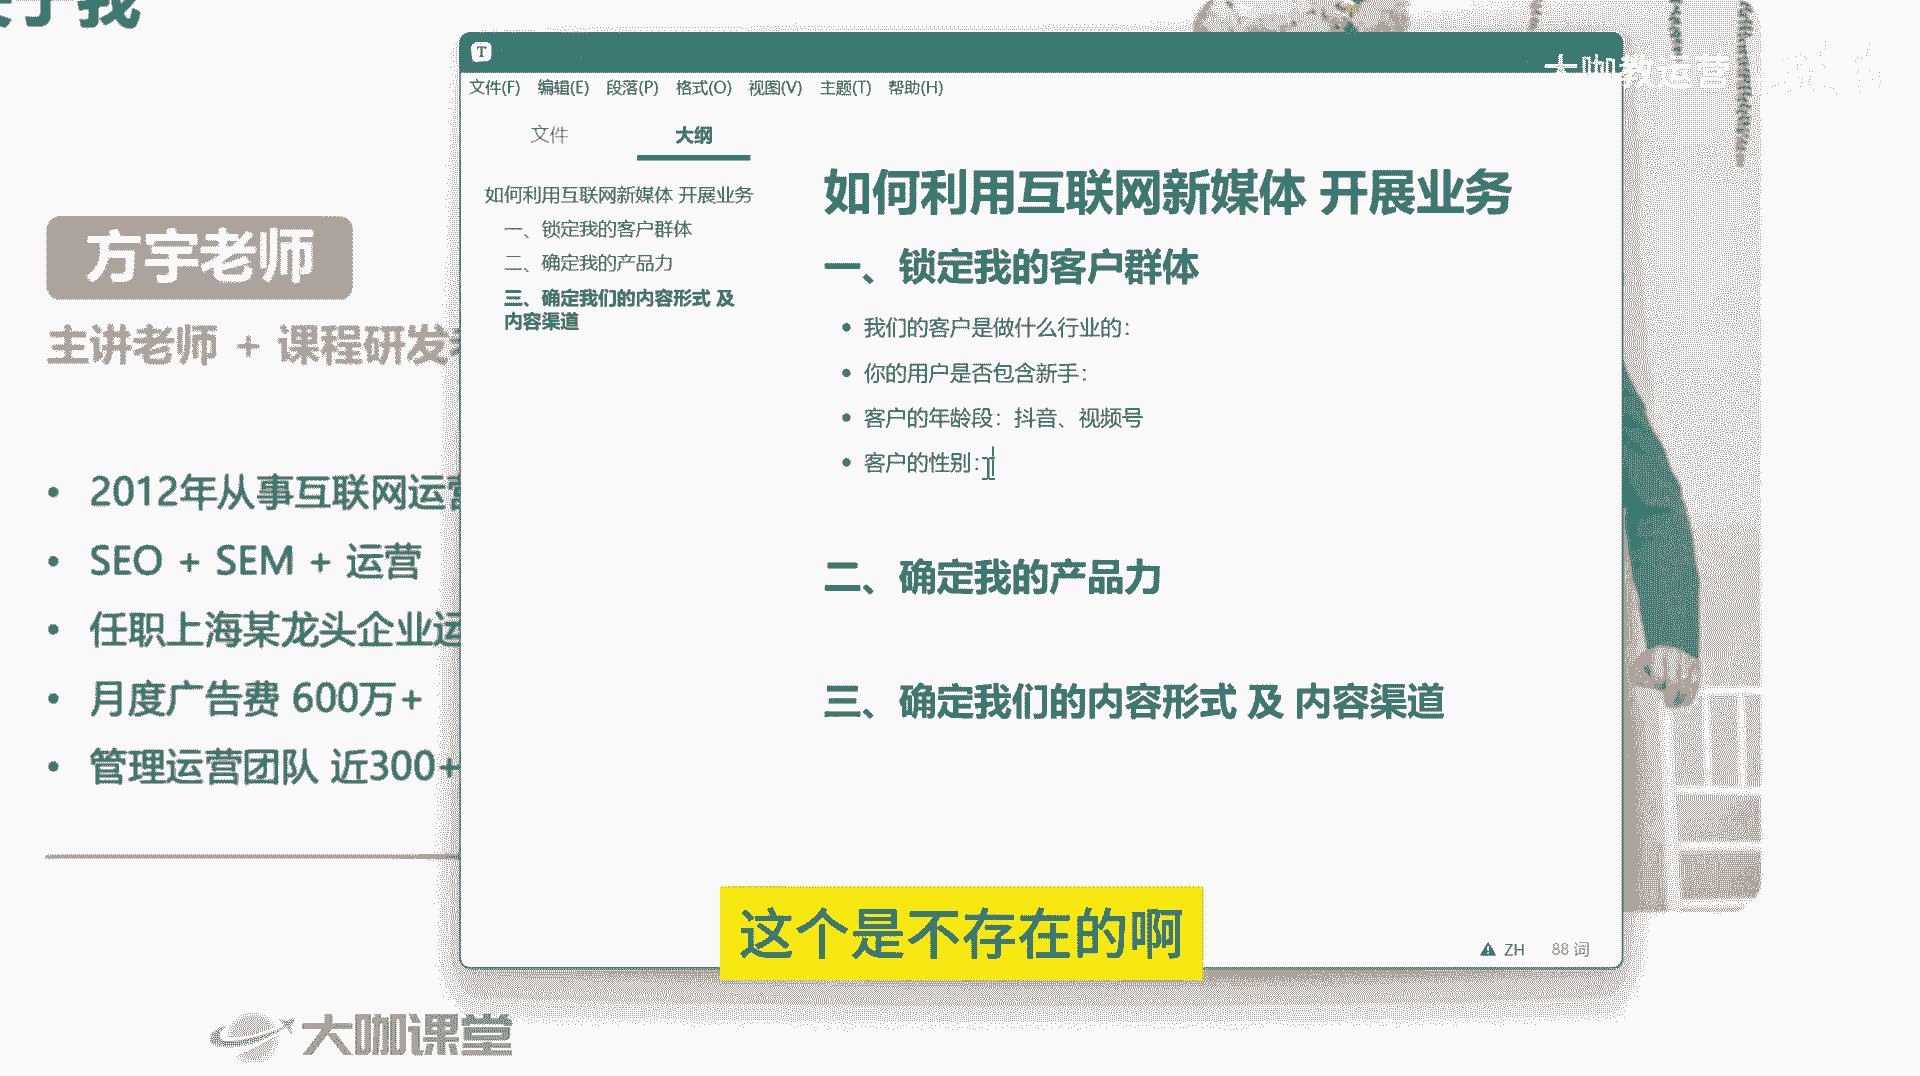 于我
方宇老师
主讲老师 + 课程研发
2012年从事互联网运营
SEO + SEM + 运营
任职上海某龙头企业运
月度广告费 600万+
管理运营团队 近300+
大咖课堂
T
文件(F) 编辑(E) 段落(P) 格式(O) 视图(V) 主题(T) 帮助(H)
大咖教运营
文件 大纲
如何利用互联网新媒体 开展业务
一、锁定我的客户群体
二、确定我的产品力
三、确定我们的内容形式 及
内容渠道
如何利用互联网新媒体 开展业务
一、锁定我的客户群体
我们的客户是做什么行业的：
你的用户是否包含新手：
客户的年龄段：抖音、视频号
客户的性别：
二、确定我的产品力
三、确定我们的内容形式 及 内容渠道
这个是不存在的啊
ZH 88 词